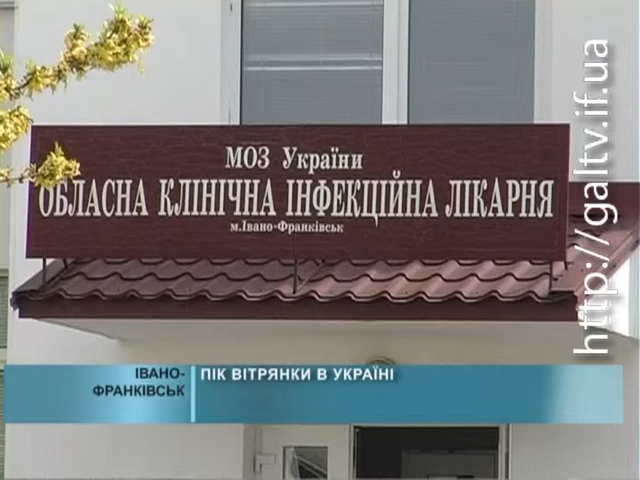 МОЗ України
ОБЛАСНА КЛІНІЧНА ІНФЕКЦІЙНА ЛІКАРНЯ
м.Івано-Франківськ
http://galtv.if.ua
ІВАНО-
ФРАНКІВСЬК
ПІК ВІТРЯНКИ В УКРАЇНІ